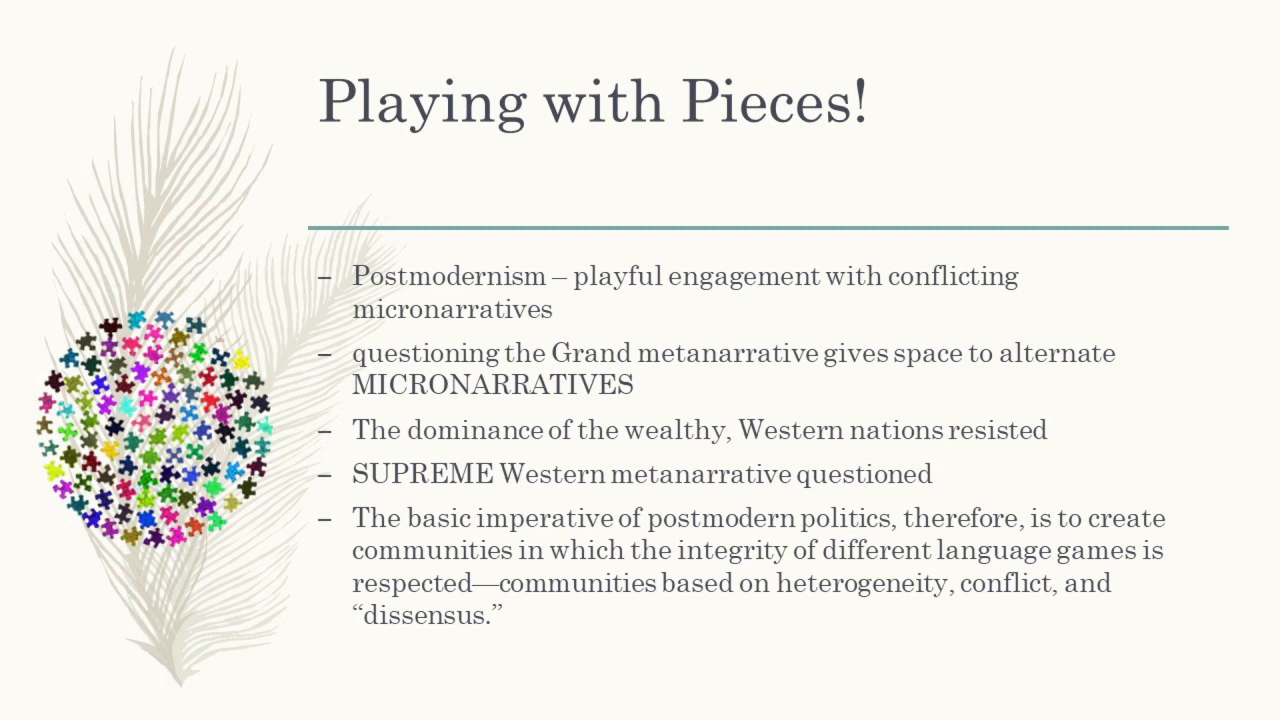 Playing with Pieces!
– Postmodernism – playful engagement with conflicting
micronarratives
– questioning the Grand metanarrative gives space to alternate
MICRONARRATIVES
– The dominance of the wealthy, Western nations resisted
– SUPREME Western metanarrative questioned
– The basic imperative of postmodern politics, therefore, is to create
communities in which the integrity of different language games is
respected—communities based on heterogeneity, conflict, and
“dissensus.”